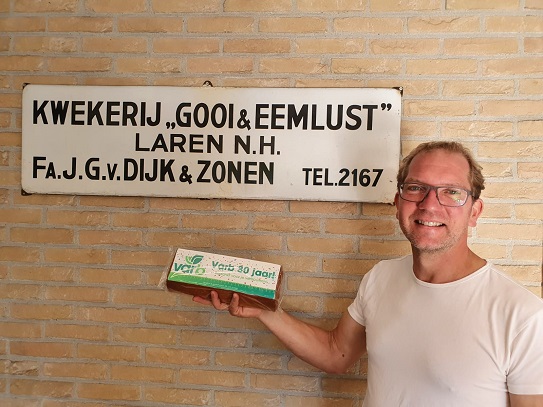 KWEKERIJ „GOOI & EEMLUST"
LAREN N.H.
FA. J.G.v. DIJK & ZONEN TEL. 2167
varb
Varb 30 jaar!